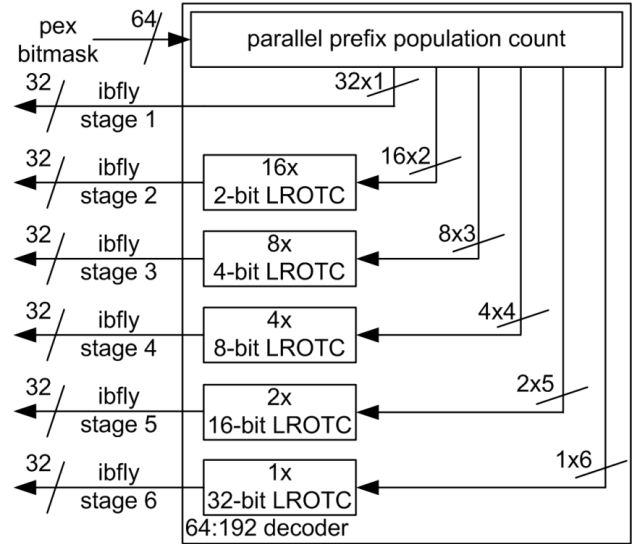 pex
bitmask
64
parallel prefix population count
32
ibfly
stage 1
32x1
32
ibfly
stage 2
16x
2-bit LROTC
16x2
32
ibfly
stage 3
8x
4-bit LROTC
8x3
32
ibfly
stage 4
4x
8-bit LROTC
4x4
32
ibfly
stage 5
2x
16-bit LROTC
2x5
32
ibfly
stage 6
1x
32-bit LROTC
1x6
64:192 decoder